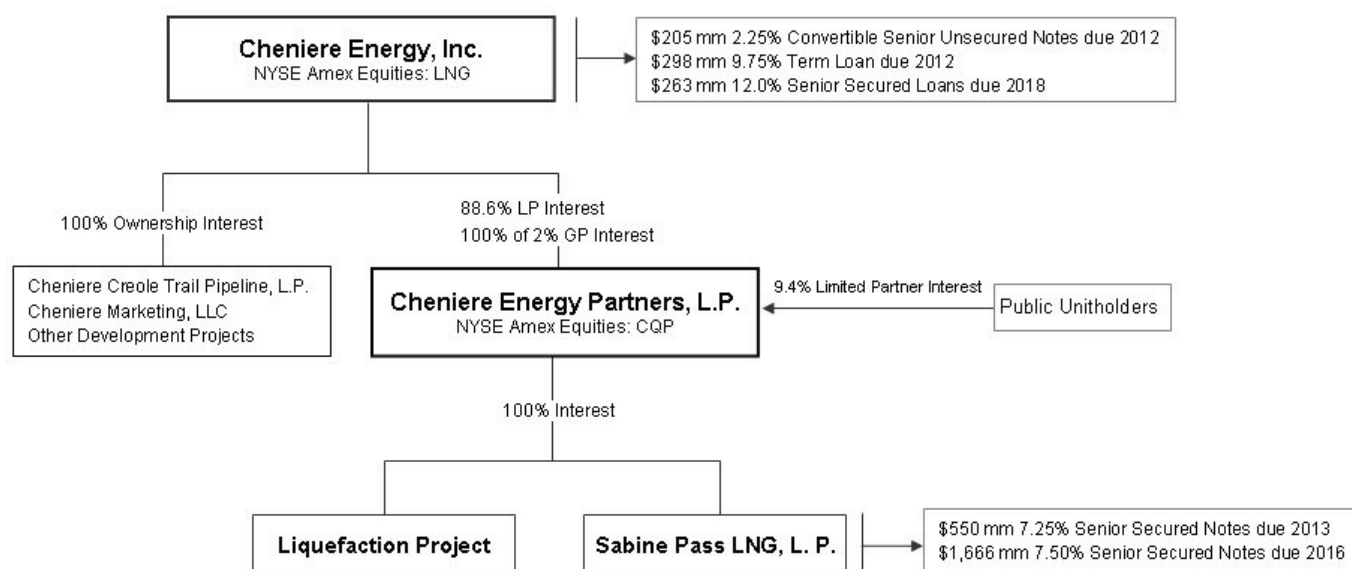 Cheniere Energy, Inc.
NYSE Amex Equities: LNG
$205 mm 2.25% Convertible Senior Unsecured Notes due 2012
$298 mm 9.75% Term Loan due 2012
$263 mm 12.0% Senior Secured Loans due 2018
100% Ownership Interest
88.6% LP Interest
100% of 2% GP Interest
Cheniere Creole Trail Pipeline, L.P.
Cheniere Marketing, LLC
Other Development Projects
Cheniere Energy Partners, L.P.
NYSE Amex Equities: CQP
9.4% Limited Partner Interest
Public Unitholders
100% Interest
Liquefaction Project
Sabine Pass LNG, L. P.
$550 mm 7.25% Senior Secured Notes due 2013
$1,666 mm 7.50% Senior Secured Notes due 2016